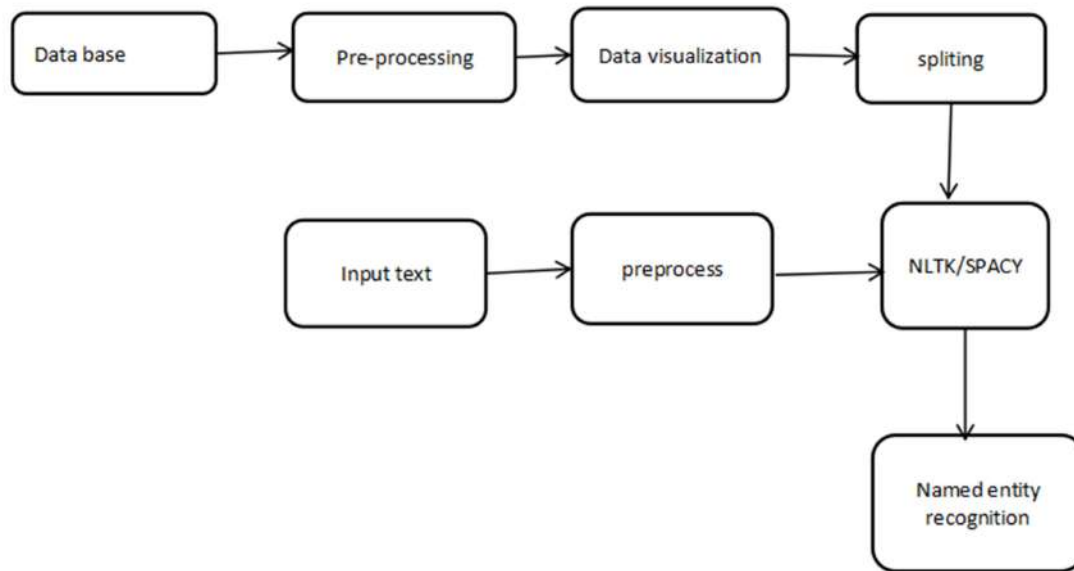 Data base
Pre-processing
Data visualization
spliting
Input text
preprocess
NLTK/SPACY
Named entity
recognition